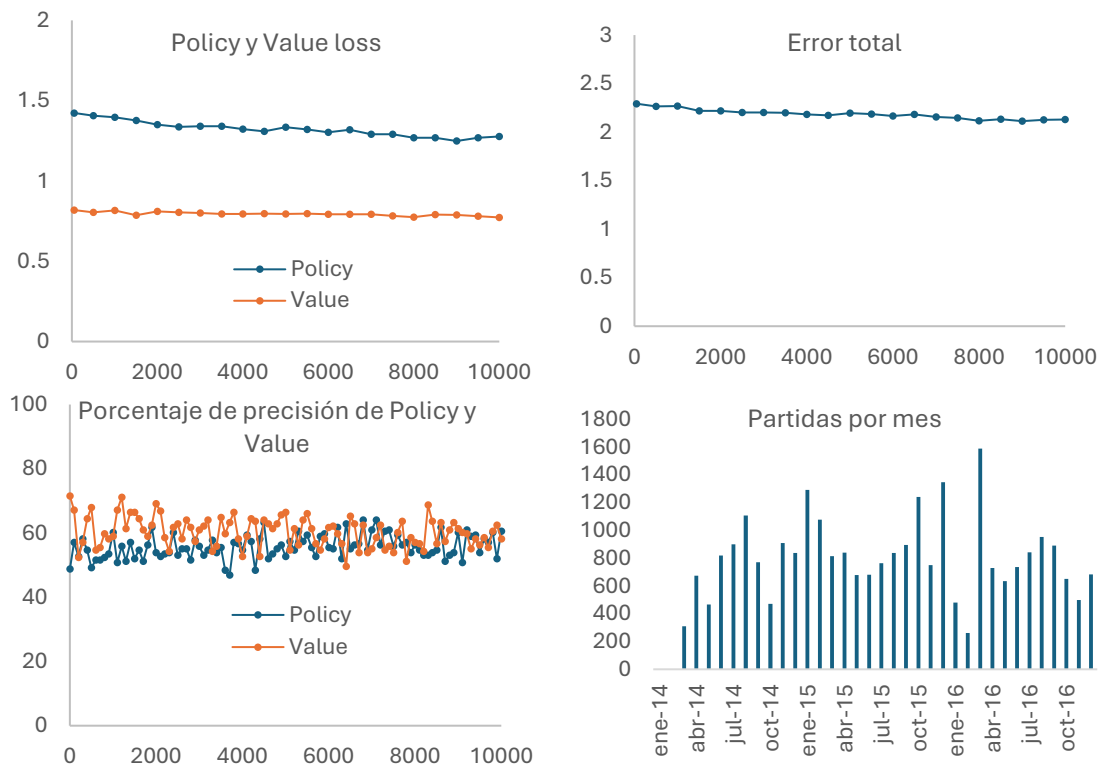 Policy y Value loss
2
1.5
1
0.5
0
Policy
Value
0 2000 4000 6000 8000 10000
Error total
3
2.5
2
1.5
1
0.5
0
0 2000 4000 6000 8000 10000
Porcentaje de precisión de Policy y
Value
100
80
60
40
20
0
Policy
Value
0 2000 4000 6000 8000 10000
Partidas por mes
1800
1600
1400
1200
1000
800
600
400
200
0
ene-14
abr-14
jul-14
oct-14
ene-15
abr-15
jul-15
oct-15
ene-16
abr-16
jul-16
oct-16